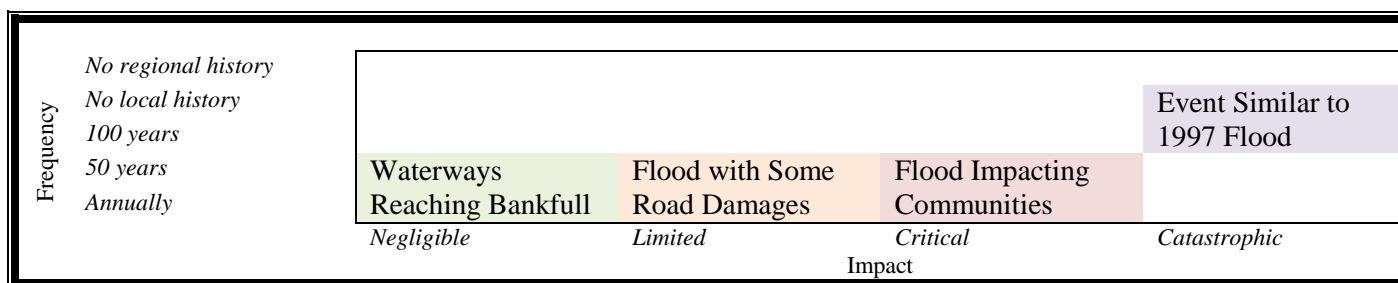 Frequency
No regional history
No local history
100 years
50 years
Annually
Event Similar to
1997 Flood
Waterways
Reaching Bankfull
Flood with Some
Road Damages
Flood Impacting
Communities
Negligible
Limited
Critical
Catastrophic
Impact